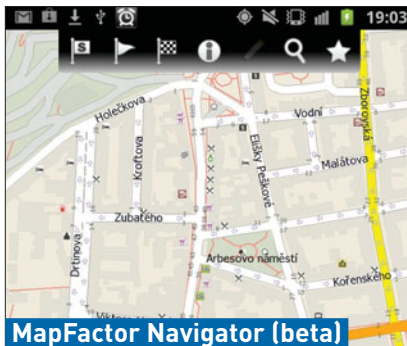 19:03
S
Holečkova
Kroftova
Drtinova
Zubatého
Elišky Peškové
Vodní
Malátova
Zborovská
Arbesovo náměstí
Kořenského
MapFactor Navigator (beta)